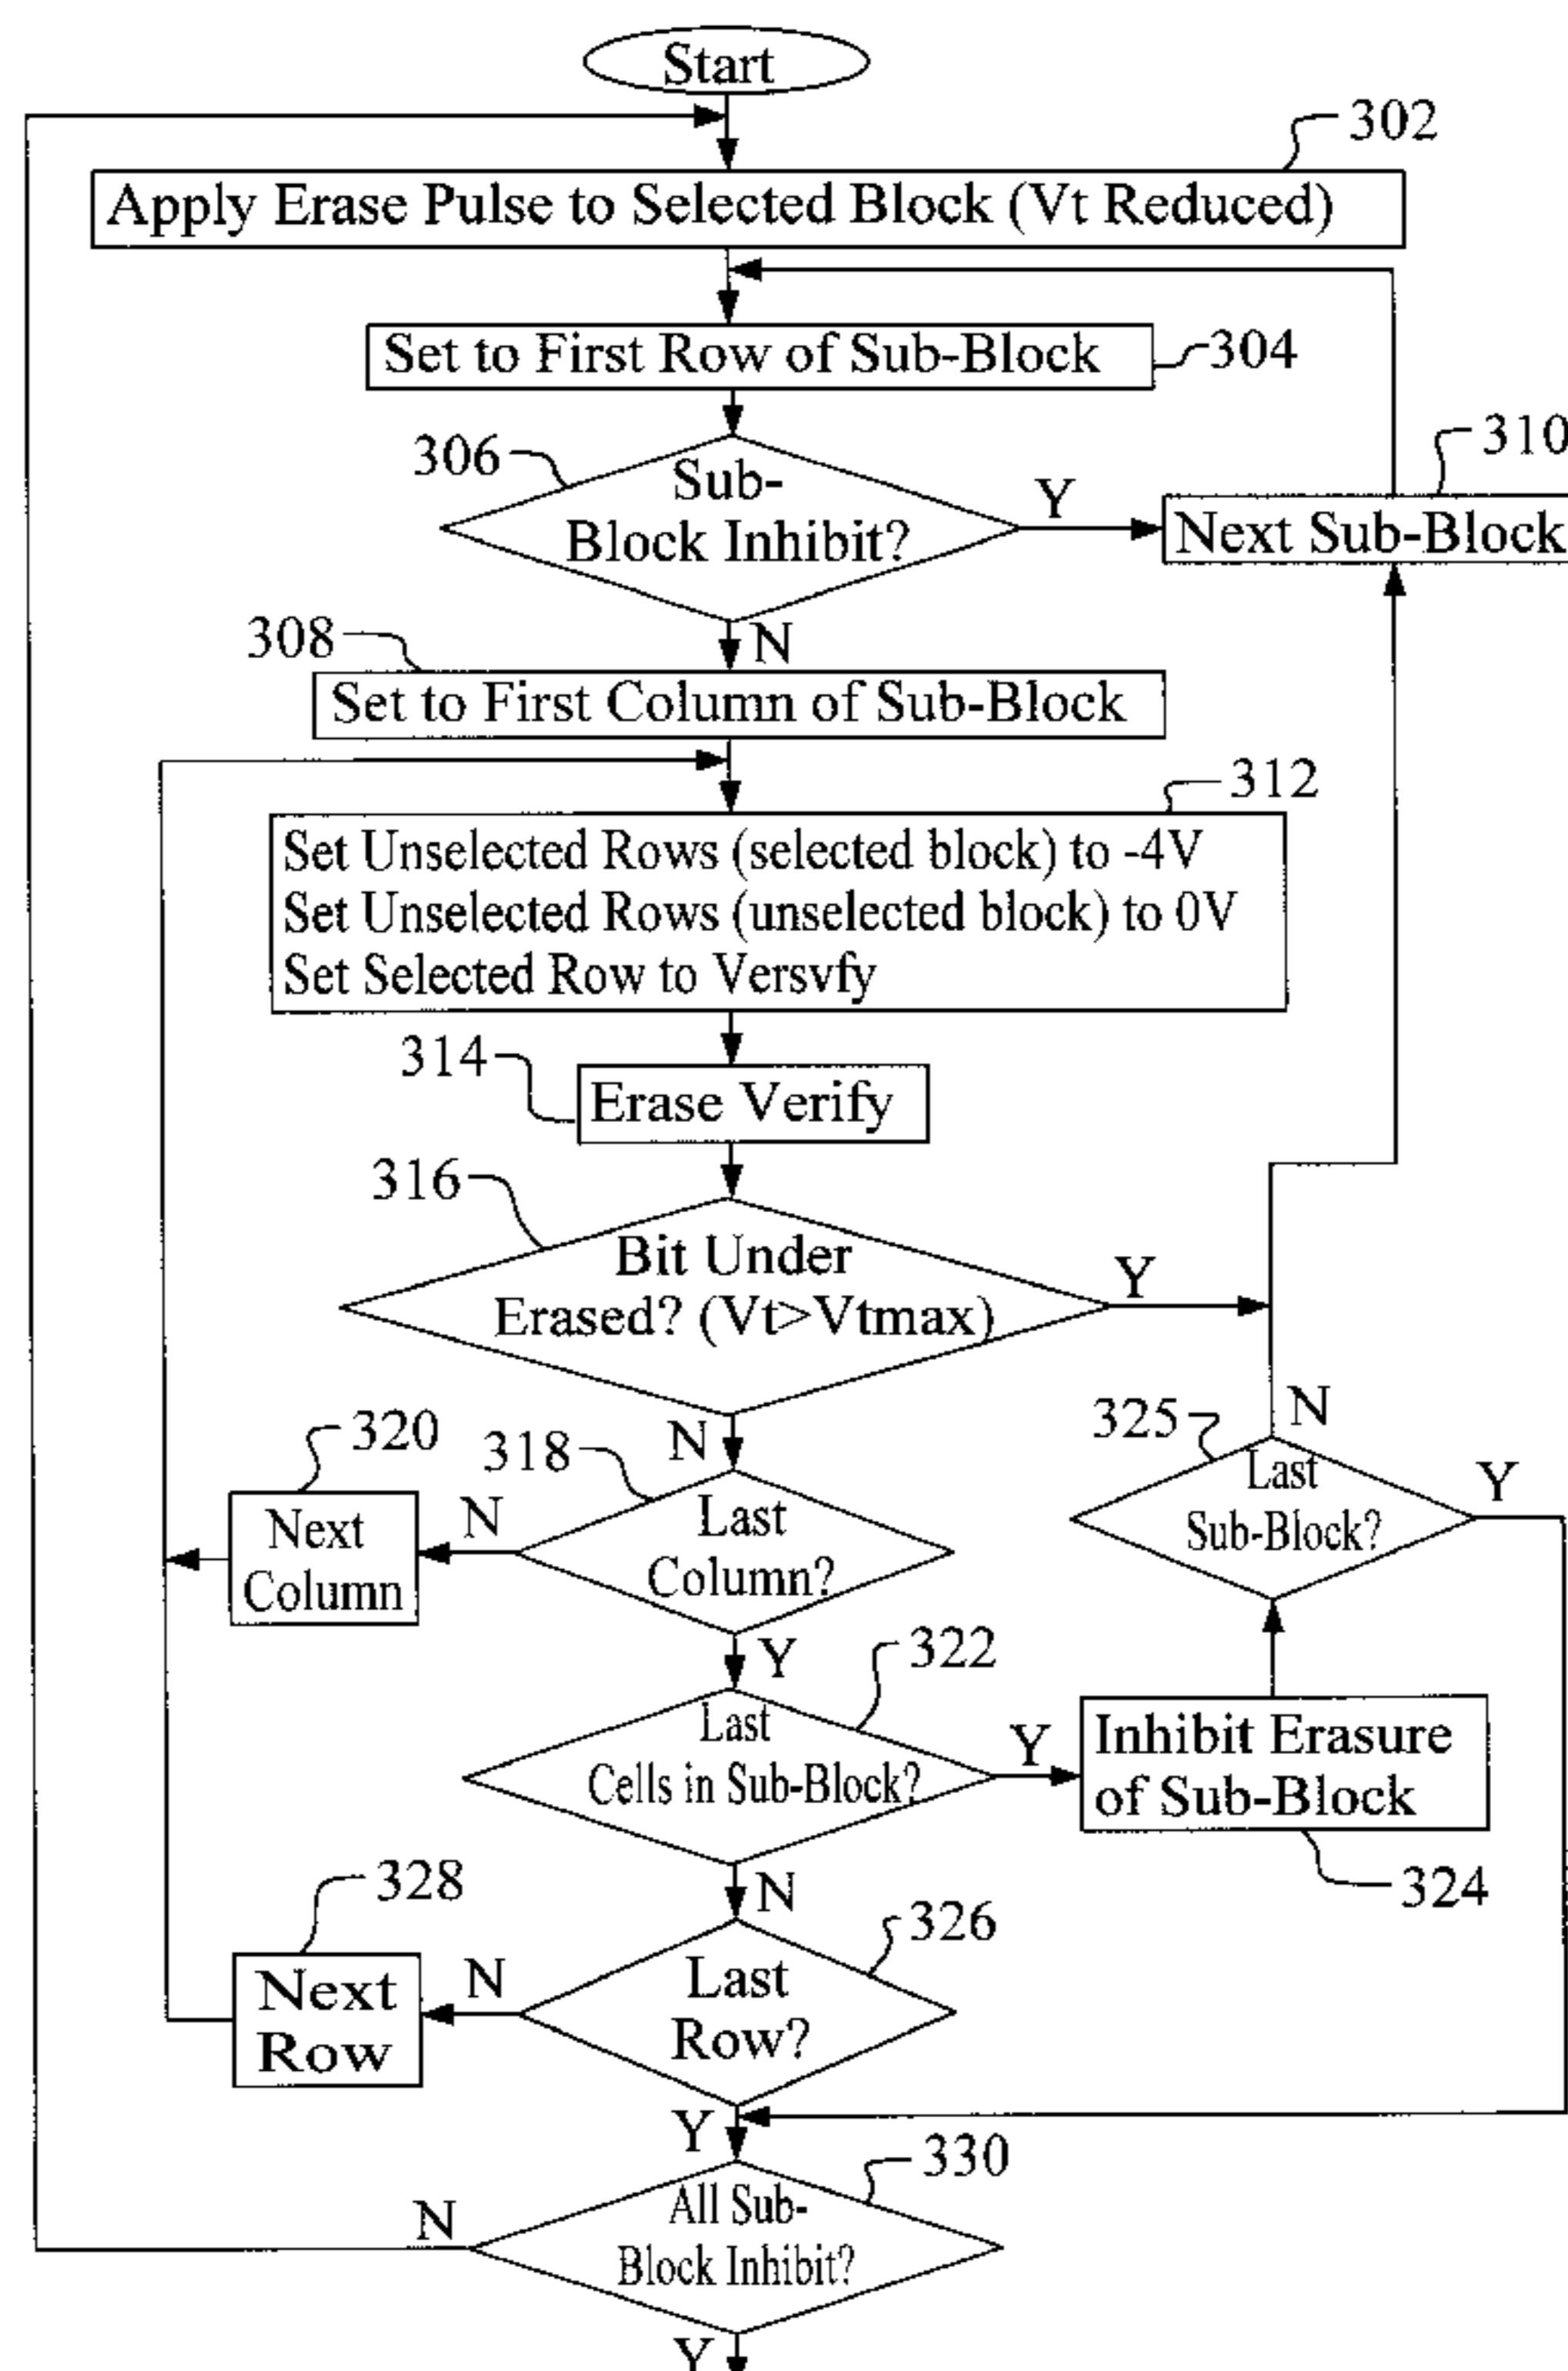 Start
302
Apply Erase Pulse to Selected Block (Vt Reduced)
Set to First Row of Sub-Block
304
310
306
Sub-
Block Inhibit?
Y
Next Sub-Block
N
308
Set to First Column of Sub-Block
312
Set Unselected Rows (selected block) to -4V
Set Unselected Rows (unselected block) to 0V
Set Selected Row to Versvfy
314
Erase Verify
316
Bit Under
Erased? (Vt>Vtmax)
Y
N
320
318
Next
Column
N
Last
Column?
325
N
Last
Sub-Block?
Y
Y
322
Last
Cells in Sub-Block?
Y
Inhibit Erasure
of Sub-Block
324
N
328
326
Next
Row
N
Last
Row?
Y
330
N
All Sub-
Block Inhibit?
Y